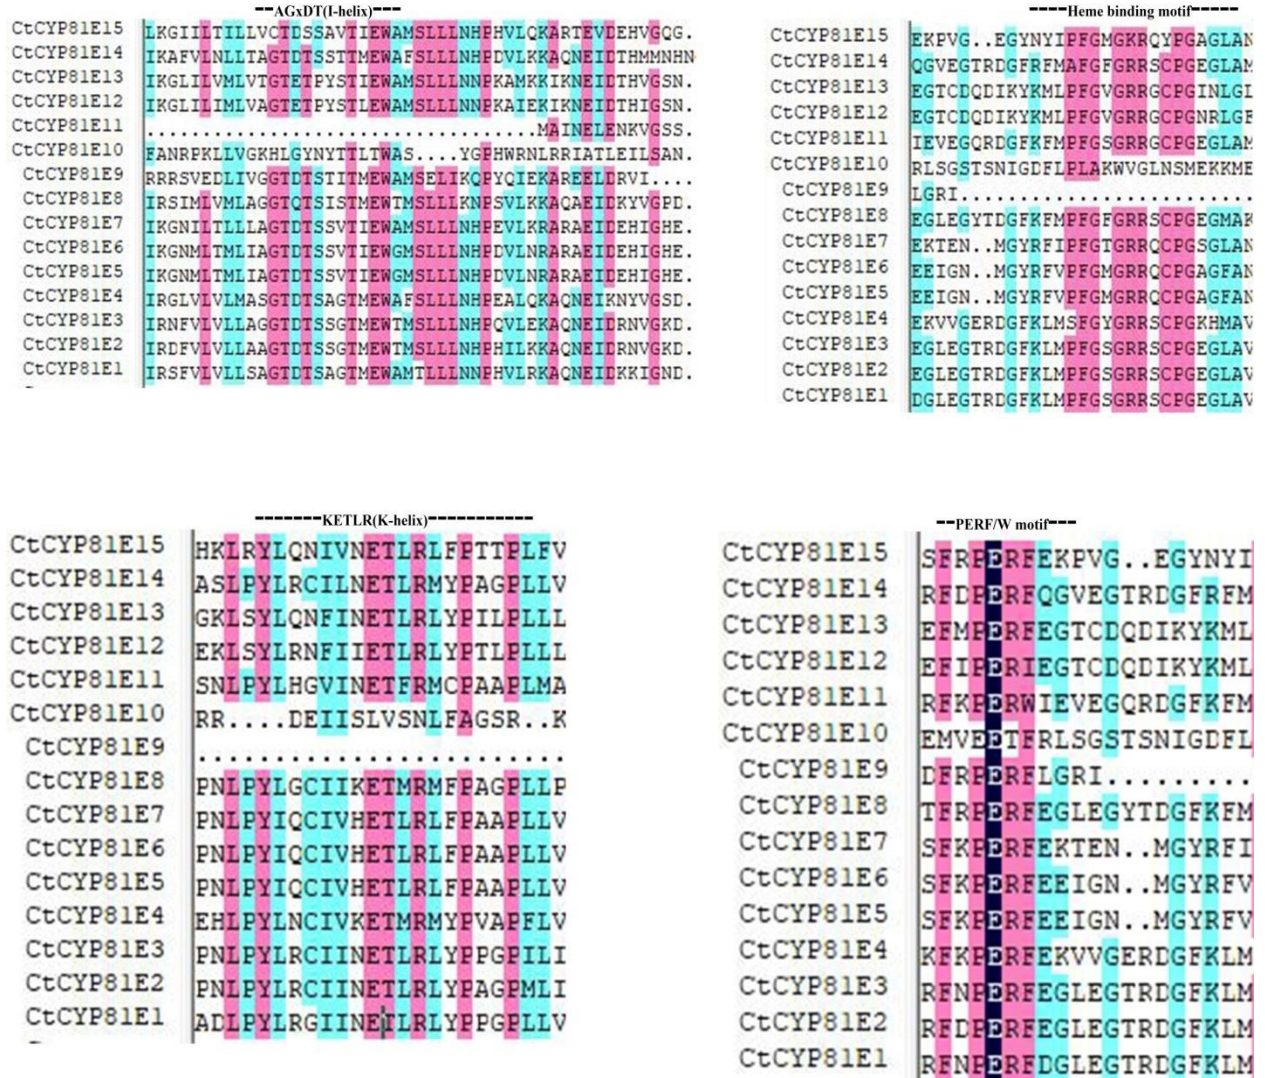 --AGxDT(I-helix)---
CtCYP81E15 LKGIILTILLVCTDSSAVTIEWAMSLLLNHPHVLQKARTEVDEHVGQG.
CtCYP81E14 IKAFVLNLLTAGTDTSSTTMEWAFSLLLNHPDVLKKAQNEIDTHMMNHN
CtCYP81E13 IKGLILVMLVTGTETPYSTIEWAMSLLLNNPKAMKKIKNEIDTHVGSN.
CtCYP81E12 IKGLILIMLVAGTETPYSTLEWAMSLLLNNPKAIEKIKNEIDTHIGSN.
CtCYP81E11 ...................................MAINELENKVGSS.
CtCYP81E10 FANRPKLLVGKHLGYNYITLTWAS....YGPHWRNLRRIATLEILSAN.
CtCYP81E9 RRRSVEDLIVGGTDTSTITMEWAMSELIKQPYQIEKAREELDRVI....
CtCYP81E8 IRSIMLVMLAGGTQTSISTMEWTMSLLLKNPSVLKKAQAEIDKYVGPD.
CtCYP81E7 IKGNILTLLLAGTDTSSVTIEWAMSLLLNHPEVLKRARAEIDEHIGHE.
CtCYP81E6 IKGNMLTMLIAGTDTSSVTIEWGMSLLLNHPDVLNRARAEIDEHIGHE.
CtCYP81E5 IKGNMLTMLIAGTDTSSVTIEWGMSLLLNHPDVLNRARAEIDEHIGHE.
CtCYP81E4 IRGLVLVLMASGTDTSAGTMEWAFSLLLNHPEALQKAQNEIKNYVGSD.
CtCYP81E3 IRNFVLVLLAGGTDTSSGTMEWTMSLLLNHPQVLEKAQNEIDRNVGKD.
CtCYP81E2 IRDFVLVLLAAGTDTSSGTMEWTMSLLLNHPHILKKAQNEIDRNVGKD.
CtCYP81E1 IRSFVLVLLSAGTDTSAGTMEWAMTLLLNNPHVLRKAQNEIDKKIGND.
----Heme binding motif-----
CtCYP81E15 EKPVG..EGYNYIPFGMGKRQYPGAGLAN
CtCYP81E14 QGVEGTRDGFRFMAFGFGRRSCPGEGLAM
CtCYP81E13 EGTCDQDIKYKMLPFGVGRRGCPGINLGL
CtCYP81E12 EGTCDQDIKYKMLPFGVGRRGCPGNRLGF
CtCYP81E11 IEVEGQRDGFKFMPFGMGRRGCPGEGLAM
CtCYP81E10 RLSGSTSNIGDFLPLAKWVGLNSMEKKME
CtCYP81E9 LGRI.........................
CtCYP81E8 EGLEGYTDGFKFMPFGFGRRSCPGEGMAK
CtCYP81E7 EKTEN..MGYRFIPFGTGRRQCPGSGLAN
CtCYP81E6 EEIGN..MGYRFVPFGMGRRQCPGAGFAN
CtCYP81E5 EEIGN..MGYRFVPFGMGRRQCPGAGFAN
CtCYP81E4 EKVVGERDGFKLMSFGYGRRSCPGKHMAV
CtCYP81E3 EGLEGTRDGFKLMPFGSGRRSCPGEGLAV
CtCYP81E2 EGLEGTRDGFKLMPFGSGRRSCPGEGLAV
CtCYP81E1 DGLEGTRDGFKLMPFGSGRRSCPGEGLAV
-------KETLR(K-helix)-----------
CtCYP81E15 HKLRYLQNIVNETLRLFPTTPLFV
CtCYP81E14 ASLPYLRCILNETLRMYPAGPLLV
CtCYP81E13 GKLSYLQNFINETLRLYPILPLLL
CtCYP81E12 EKLSYLRNFIIETLRLYPTLPLLL
CtCYP81E11 SNLPYLHGVINETFRMCPAAPLMA
CtCYP81E10 RR....DEIISLVSNLFAGSR..K
CtCYP81E9 ........................
CtCYP81E8 PNLPYLGCIIKETMRMFPAGPLLP
CtCYP81E7 PNLPYIQCIVHETLRLFPAAPLLV
CtCYP81E6 PNLPYIQCIVHETLRLFPAAPLLV
CtCYP81E5 PNLPYIQCIVHETLRLFPAAPLLV
CtCYP81E4 EHLPYLNCIVKETMRMYPVAPFLV
CtCYP81E3 PNLPYLRCIINETLRLYPPGPILI
CtCYP81E2 PNLPYLRCIINETLRLYPAGPMLI
CtCYP81E1 ADLPYLRGIINETLRLYPPGPLLV
--PERF/W motif---
CtCYP81E15 SFRPERFEKPVG..EGYNYI
CtCYP81E14 RFDPERFQGVEGTRDGFRFM
CtCYP81E13 EFMPERFEGTCDQDIKYKML
CtCYP81E12 EFIPERIEGTCDQDIKYKML
CtCYP81E11 RFKPERWIEVEGQRDGFKFM
CtCYP81E10 EMVEETFRLSGSTSNIGDFL
CtCYP81E9 DFRPERFLGRI.........
CtCYP81E8 TFRPERFEGLEGYTDGFKFM
CtCYP81E7 SFKPERFEKTEN..MGYRFI
CtCYP81E6 SFKPERFEEIGN..MGYRFV
CtCYP81E5 SFKPERFEEIGN..MGYRFV
CtCYP81E4 KFKPERFEKVVGERDGFKLM
CtCYP81E3 RFNPERFEGLEGTRDGFKLM
CtCYP81E2 RFDPERFEGLEGTRDGFKLM
CtCYP81E1 RFNPERFDGLEGTRDGFKLM